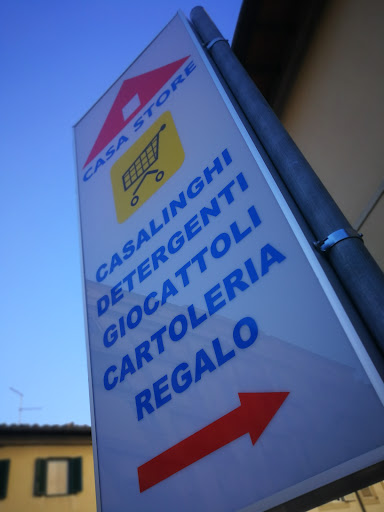 CASA STORE
CASALINGHI
DETERGENTI
GIOCATTOLI
CARTOLERIA
REGALO